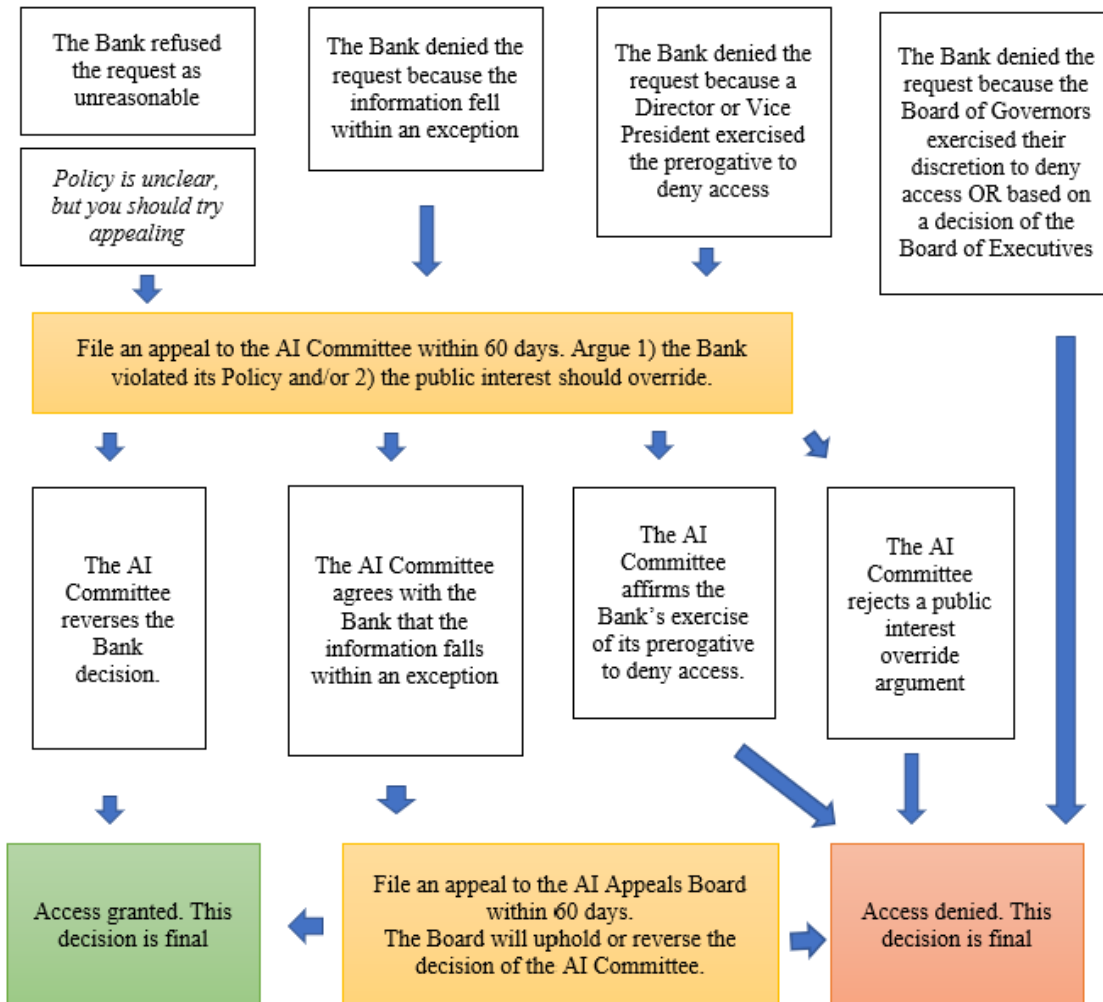 The Bank refused
the request as
unreasonable
Policy is unclear,
but you should try
appealing
The Bank denied the
request because the
information fell
within an exception
The Bank denied the
request because a
Director or Vice
President exercised
the prerogative to
deny access
The Bank denied the
request because the
Board of Governors
exercised their
discretion to deny
access OR based on
a decision of the
Board of Executives
File an appeal to the AI Committee within 60 days. Argue 1) the Bank
violated its Policy and/or 2) the public interest should override.
The AI
Committee
reverses the
Bank
decision.
The AI Committee
agrees with the
Bank that the
information falls
within an exception
The AI
Committee
affirms the
Bank’s exercise
of its prerogative
to deny access.
The AI
Committee
rejects a public
interest
override
argument
Access granted. This
decision is final
File an appeal to the AI Appeals Board
within 60 days.
The Board will uphold or reverse the
decision of the AI Committee.
Access denied. This
decision is final